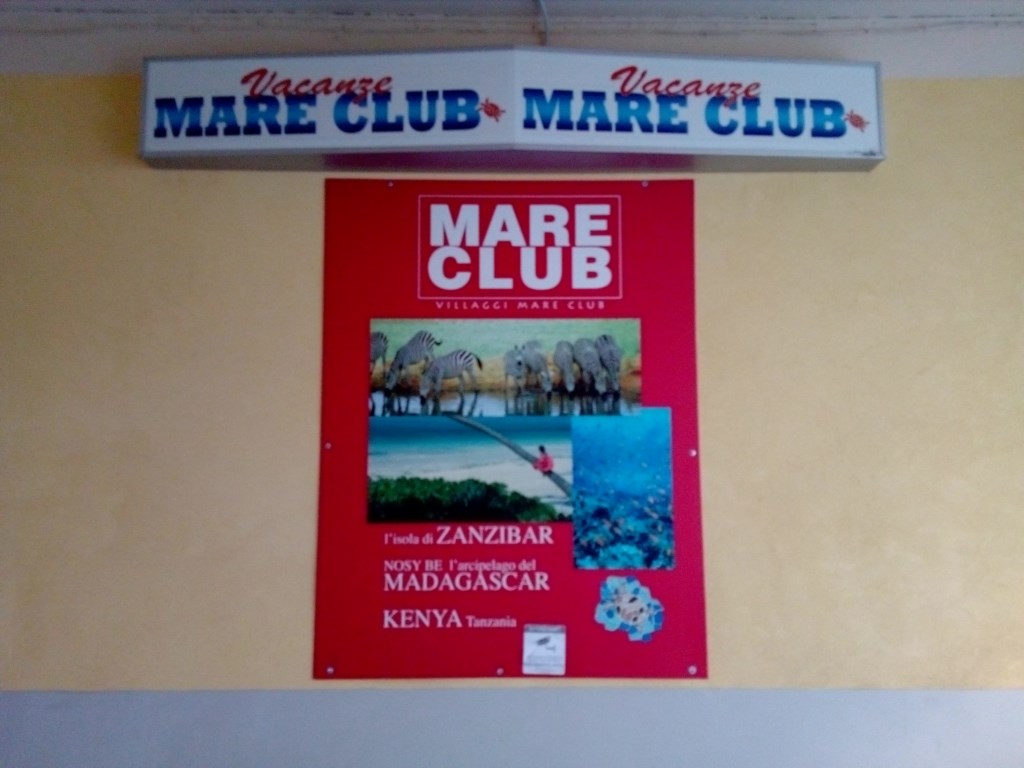 Vacanze
MARE CLUB
Vacanze
MARE CLUB
MARE
CLUB
VILLAGGI MARE CLUB
l'isola di ZANZIBAR
NOSY BE l'arcipelago del
MADAGASCAR
KENYA Tanzania